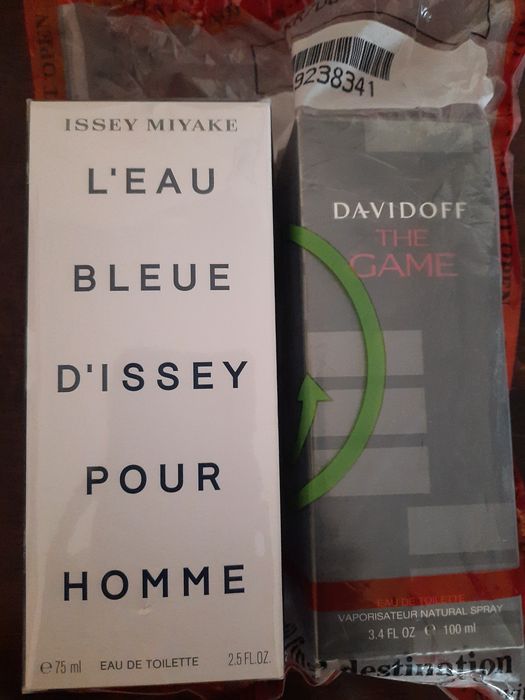 ISSEY MIYAKE
L'EAU
BLEUE
D'ISSEY
POUR
HOMME
℮ 75 ml EAU DE TOILETTE 2.5 FL.OZ.
9238341
DAVIDOFF
THE
GAME
EAU DE TOILETTE
VAPORISATEUR NATURAL SPRAY
3.4 FL OZ ℮ 100 ml
destination
OPEN